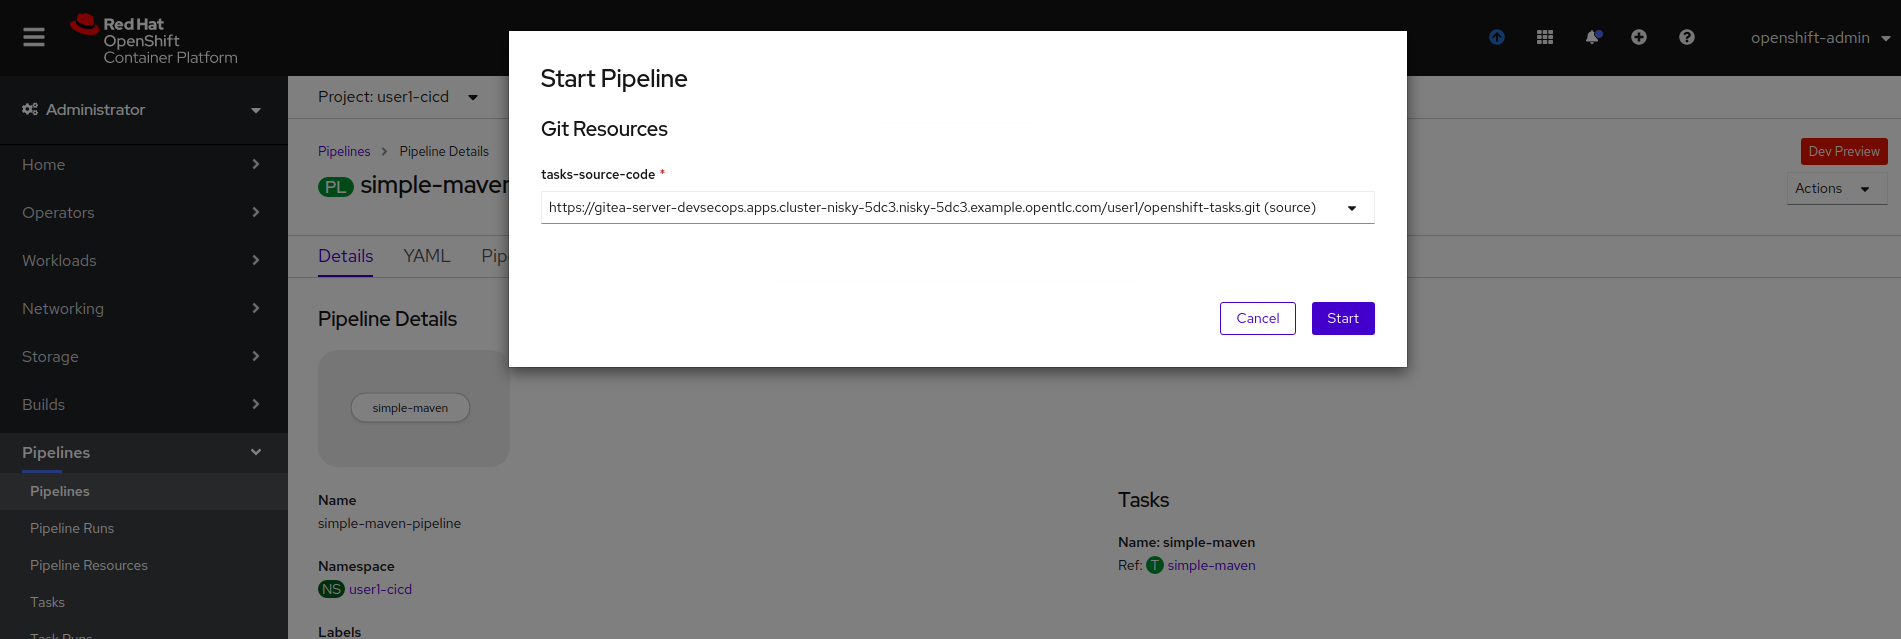 Red Hat
OpenShift
Container Platform
openshift-admin
Administrator
Home
Operators
Workloads
Networking
Storage
Builds
Pipelines
Pipelines
Pipeline Runs
Pipeline Resources
Tasks
Task Runs
Project: user1-cicd
Pipelines > Pipeline Details
PL simple-maven
Dev Preview
Actions
Details YAML Pip
Start Pipeline
Git Resources
tasks-source-code *
https://gitea-server-devsecops.apps.cluster-nisky-5dc3.nisky-5dc3.example.opentlc.com/user1/openshift-tasks.git (source)
Cancel Start
Pipeline Details
simple-maven
Name
simple-maven-pipeline
Namespace
NS user1-cicd
Labels
Tasks
Name: simple-maven
Ref: T simple-maven